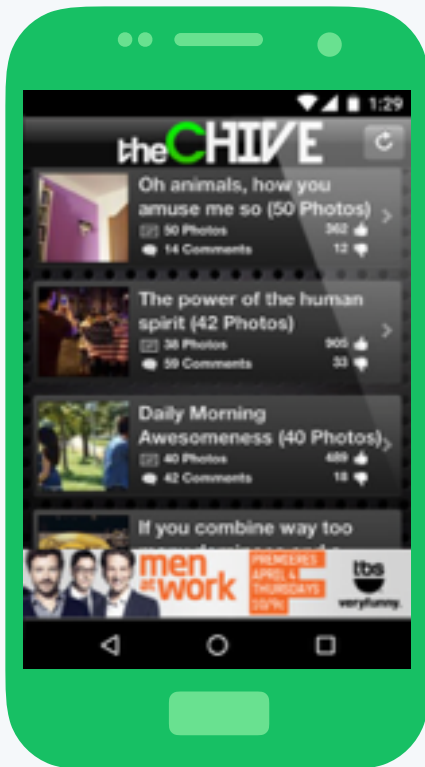 1:29
theCHIVE
Oh animals, how you
amuse me so (50 Photos)
50 Photos 362
14 Comments 12
The power of the human
spirit (42 Photos)
38 Photos 905
59 Comments 33
Daily Morning
Awesomeness (40 Photos)
40 Photos 489
42 Comments 18
If you combine way too
men
at work
PREMIERES
APRIL 4
THURSDAYS
10/9c
tbs
veryfunny.